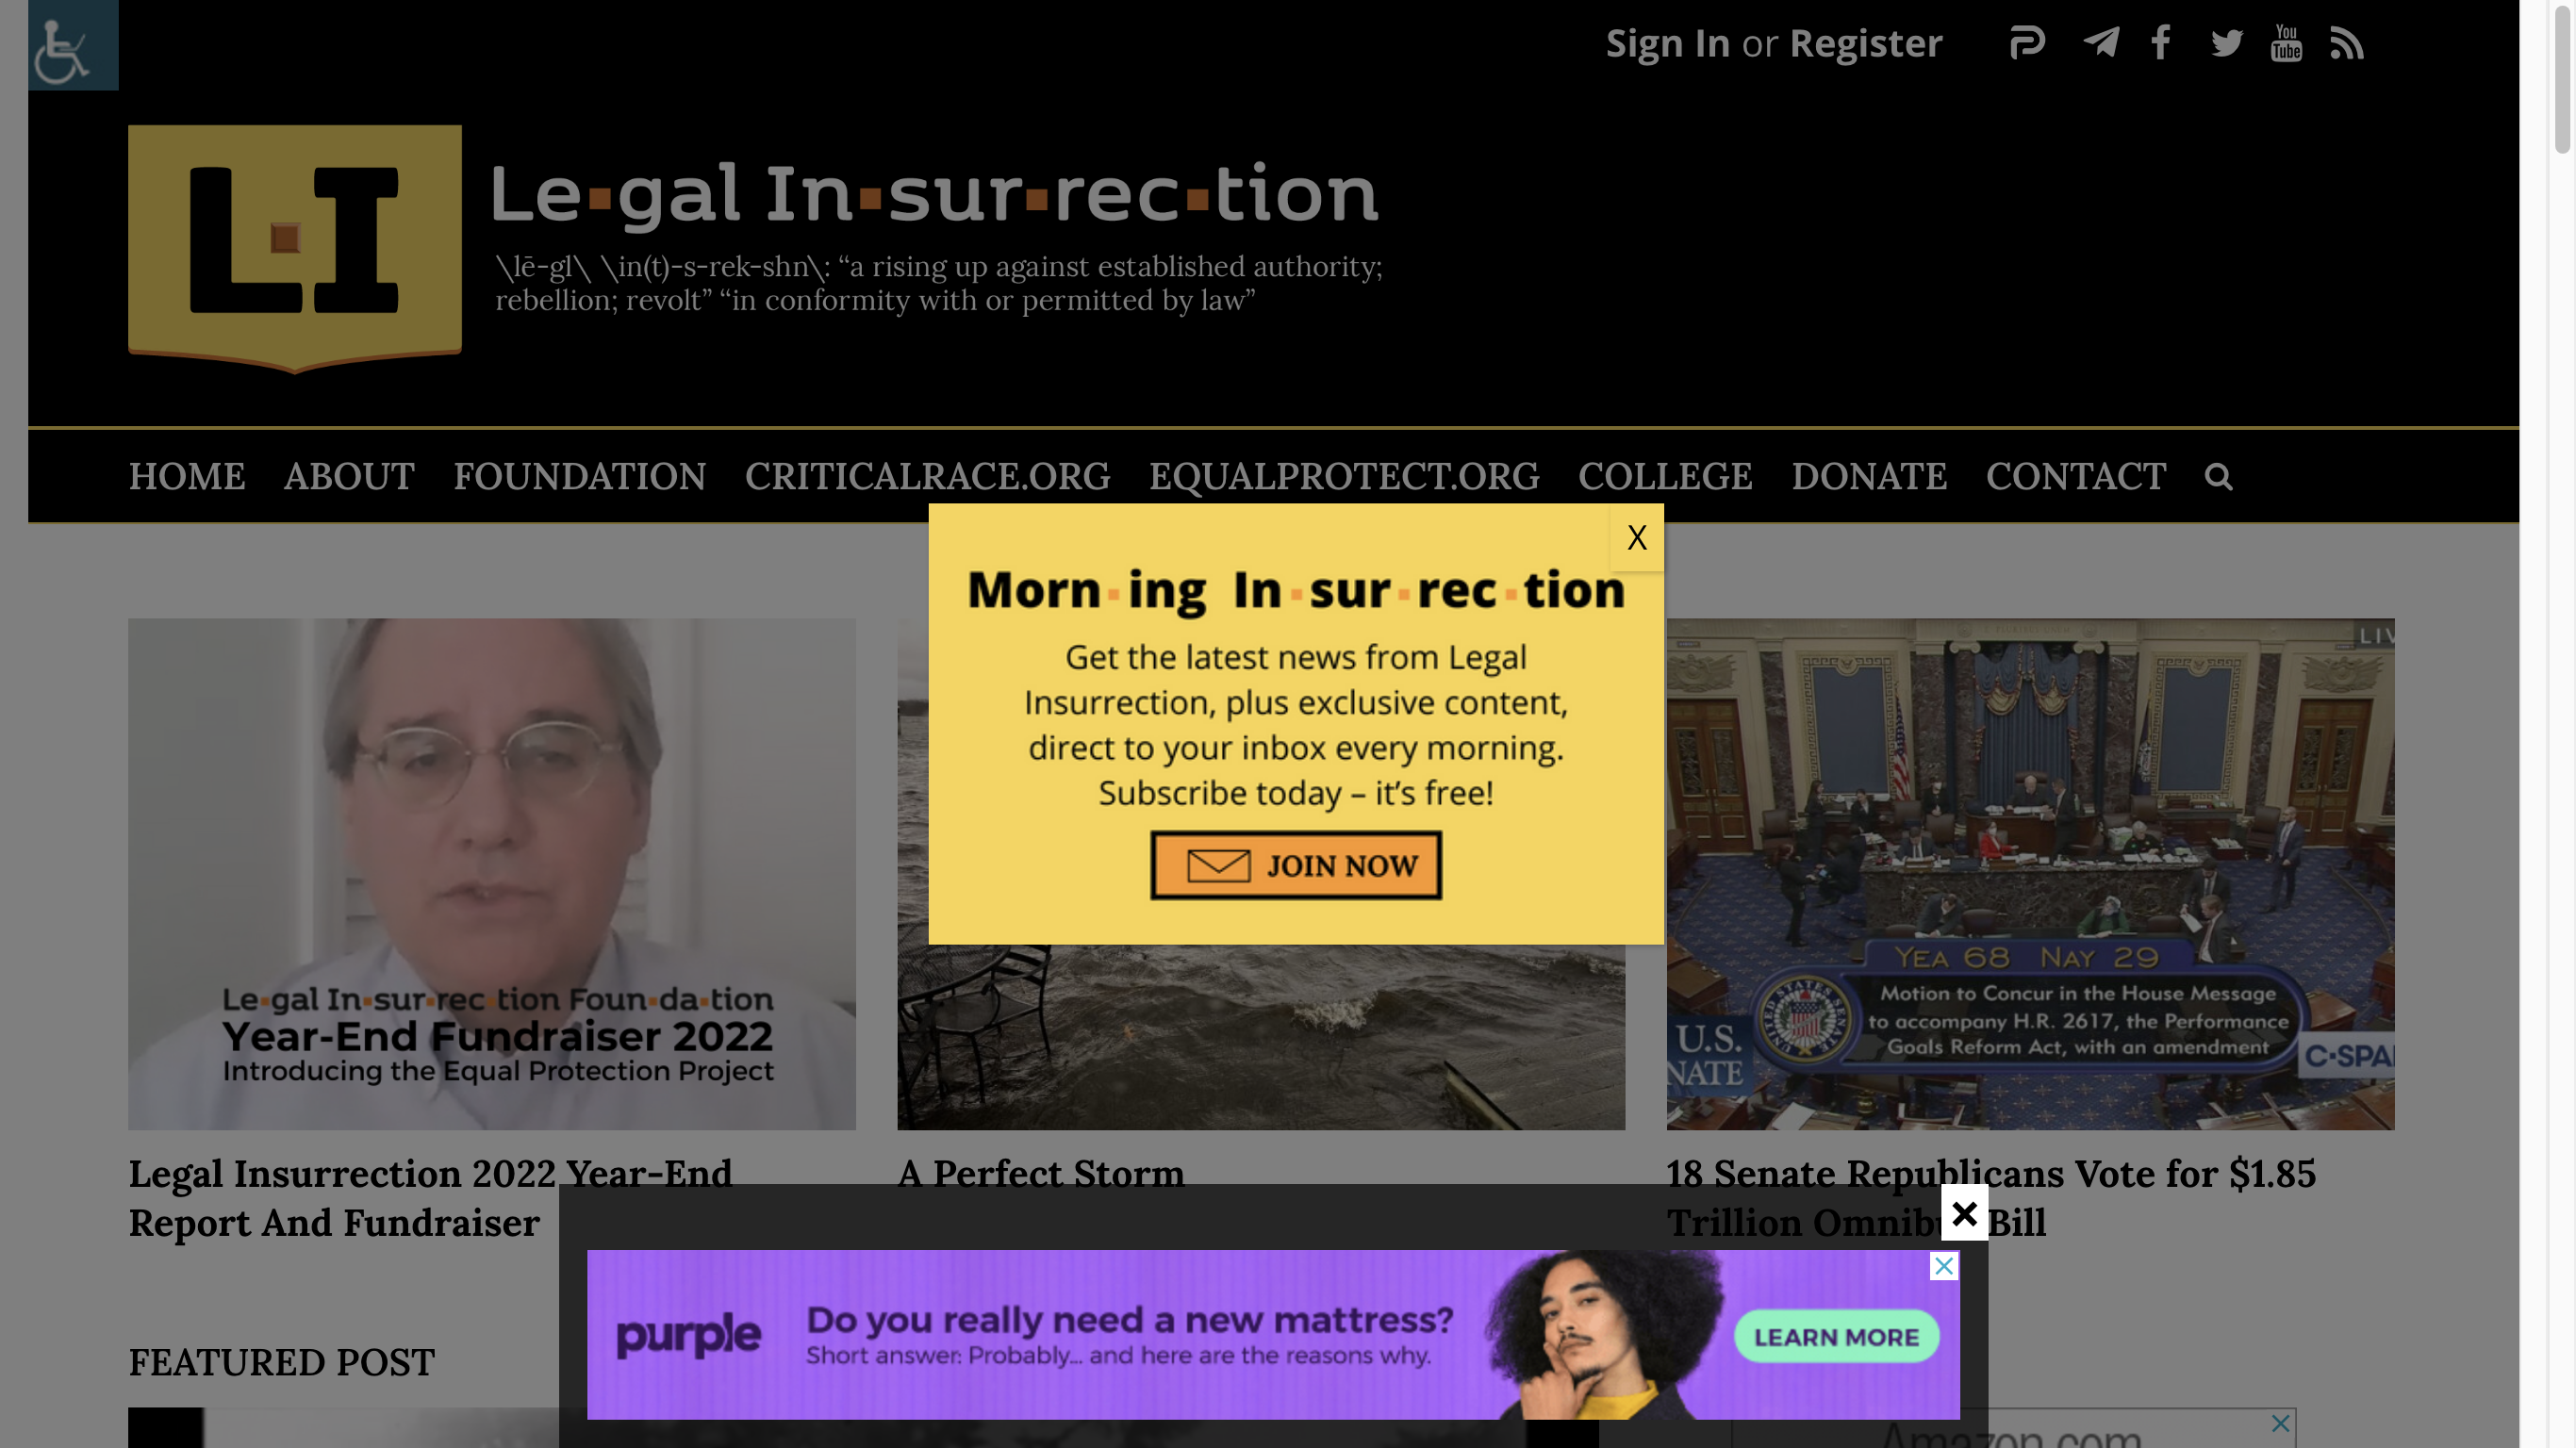 Sign In or Register
You
Tube
LI
Le▪gal In▪sur▪rec▪tion
\lē-gl\ \in(t)-s-rek-shn\: “a rising up against established authority;
rebellion; revolt” “in conformity with or permitted by law”
HOME ABOUT FOUNDATION CRITICALRACE.ORG EQUALPROTECT.ORG COLLEGE DONATE CONTACT
X
Morn▪ing In▪sur▪rec▪tion
Get the latest news from Legal
Insurrection, plus exclusive content,
direct to your inbox every morning.
Subscribe today – it’s free!
JOIN NOW
Le▪gal In▪sur▪rec▪tion Foun▪da▪tion
Year-End Fundraiser 2022
Introducing the Equal Protection Project
LIV
YEA 68 NAY 29
Motion to Concur in the House Message
to accompany H.R. 2617, the Performance
Goals Reform Act, with an amendment
U.S.
NATE
C-SPA
Legal Insurrection 2022 Year-End
Report And Fundraiser
A Perfect Storm
18 Senate Republicans Vote for $1.85
Trillion Omnib Bill
purple
Do you really need a new mattress?
Short answer: Probably... and here are the reasons why.
LEARN MORE
FEATURED POST
Amazon.com